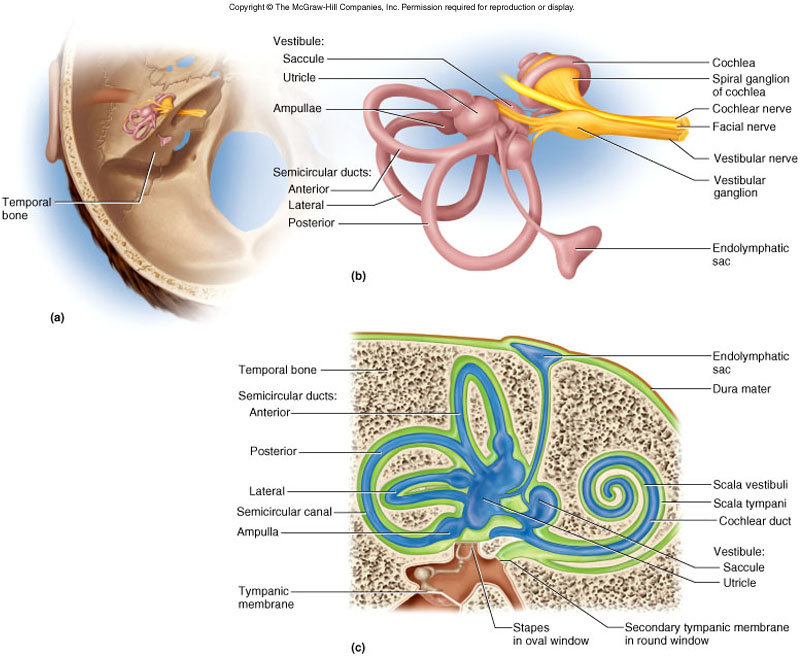 Copyright © The McGraw-Hill Companies, Inc. Permission required for reproduction or display.
Temporal
bone
(a)
Vestibule:
Saccule
Utricle
Ampullae
Semicircular ducts:
Anterior
Lateral
Posterior
(b)
Cochlea
Spiral ganglion
of cochlea
Cochlear nerve
Facial nerve
Vestibular nerve
Vestibular
ganglion
Endolymphatic
sac
Temporal bone
Semicircular ducts:
Anterior
Posterior
Lateral
Semicircular canal
Ampulla
Tympanic
membrane
(c)
Stapes
in oval window
Secondary tympanic membrane
in round window
Endolymphatic
sac
Dura mater
Scala vestibuli
Scala tympani
Cochlear duct
Vestibule:
Saccule
Utricle